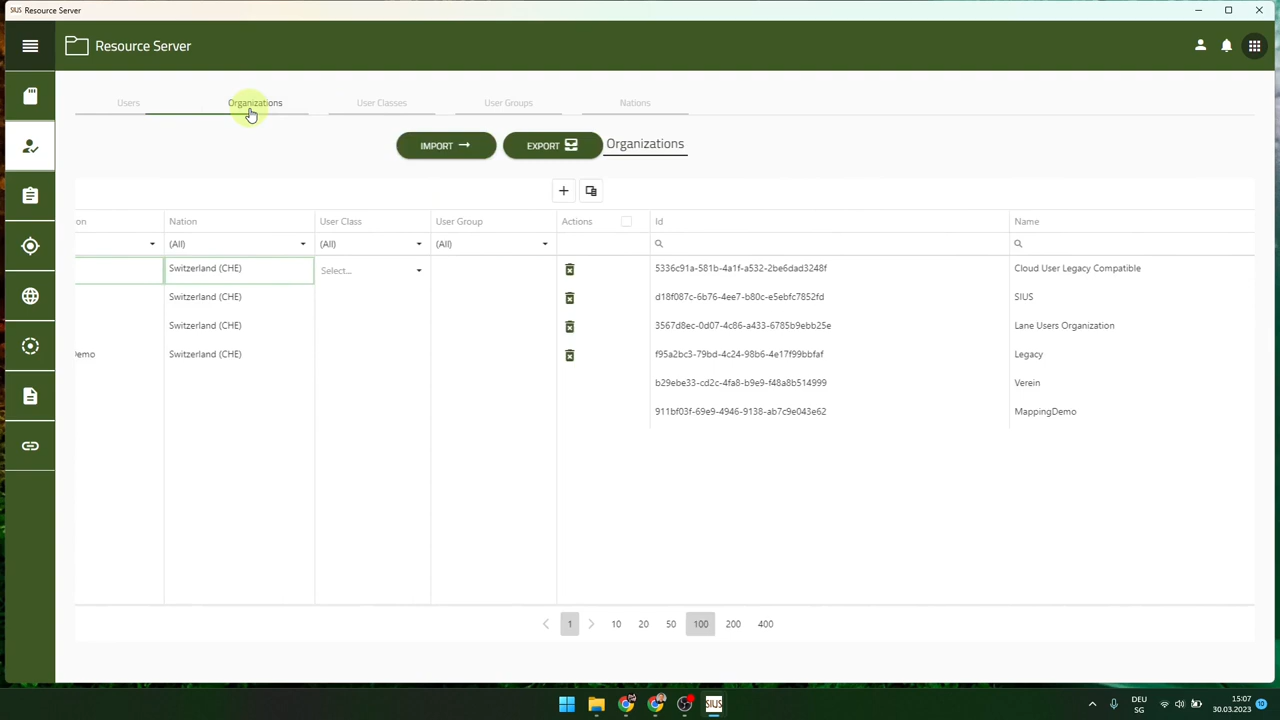 SIUS Resource Server
Resource Server
Users Organizations User Classes User Groups Nations
IMPORT EXPORT Organizations
on Nation User Class User Group Actions Id Name
(All) (All) (All)
Switzerland (CHE) Select... 5336c91a-581b-4a1f-a532-2be6dad3248f Cloud User Legacy Compatible
Switzerland (CHE) d18f087c-6b76-4ee7-b80c-e5ebfc7852fd SIUS
Switzerland (CHE) 3567d8ec-0d07-4c86-a433-6785b9ebb25e Lane Users Organization
Demo Switzerland (CHE) f95a2bc3-79bd-4c24-98b6-4e17f99bbfaf Legacy
b29ebe33-cd2c-4fa8-b9e9-f48a8b514999 Verein
911bf03f-69e9-4946-9138-ab7c9e043e62 MappingDemo
1 10 20 50 100 200 400
SIUS
DEU 15:07
SG 30.03.2023 10